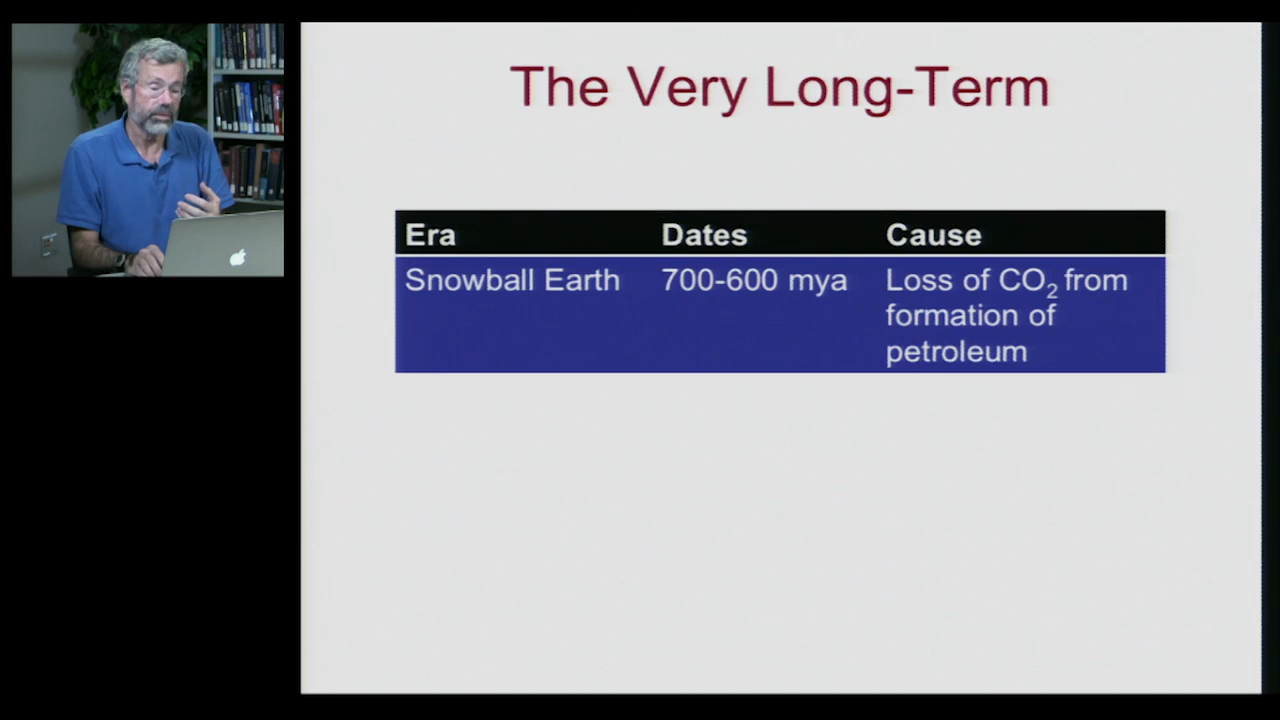 The Very Long-Term
Era Dates Cause
Snowball Earth 700-600 mya Loss of CO2 from
formation of
petroleum